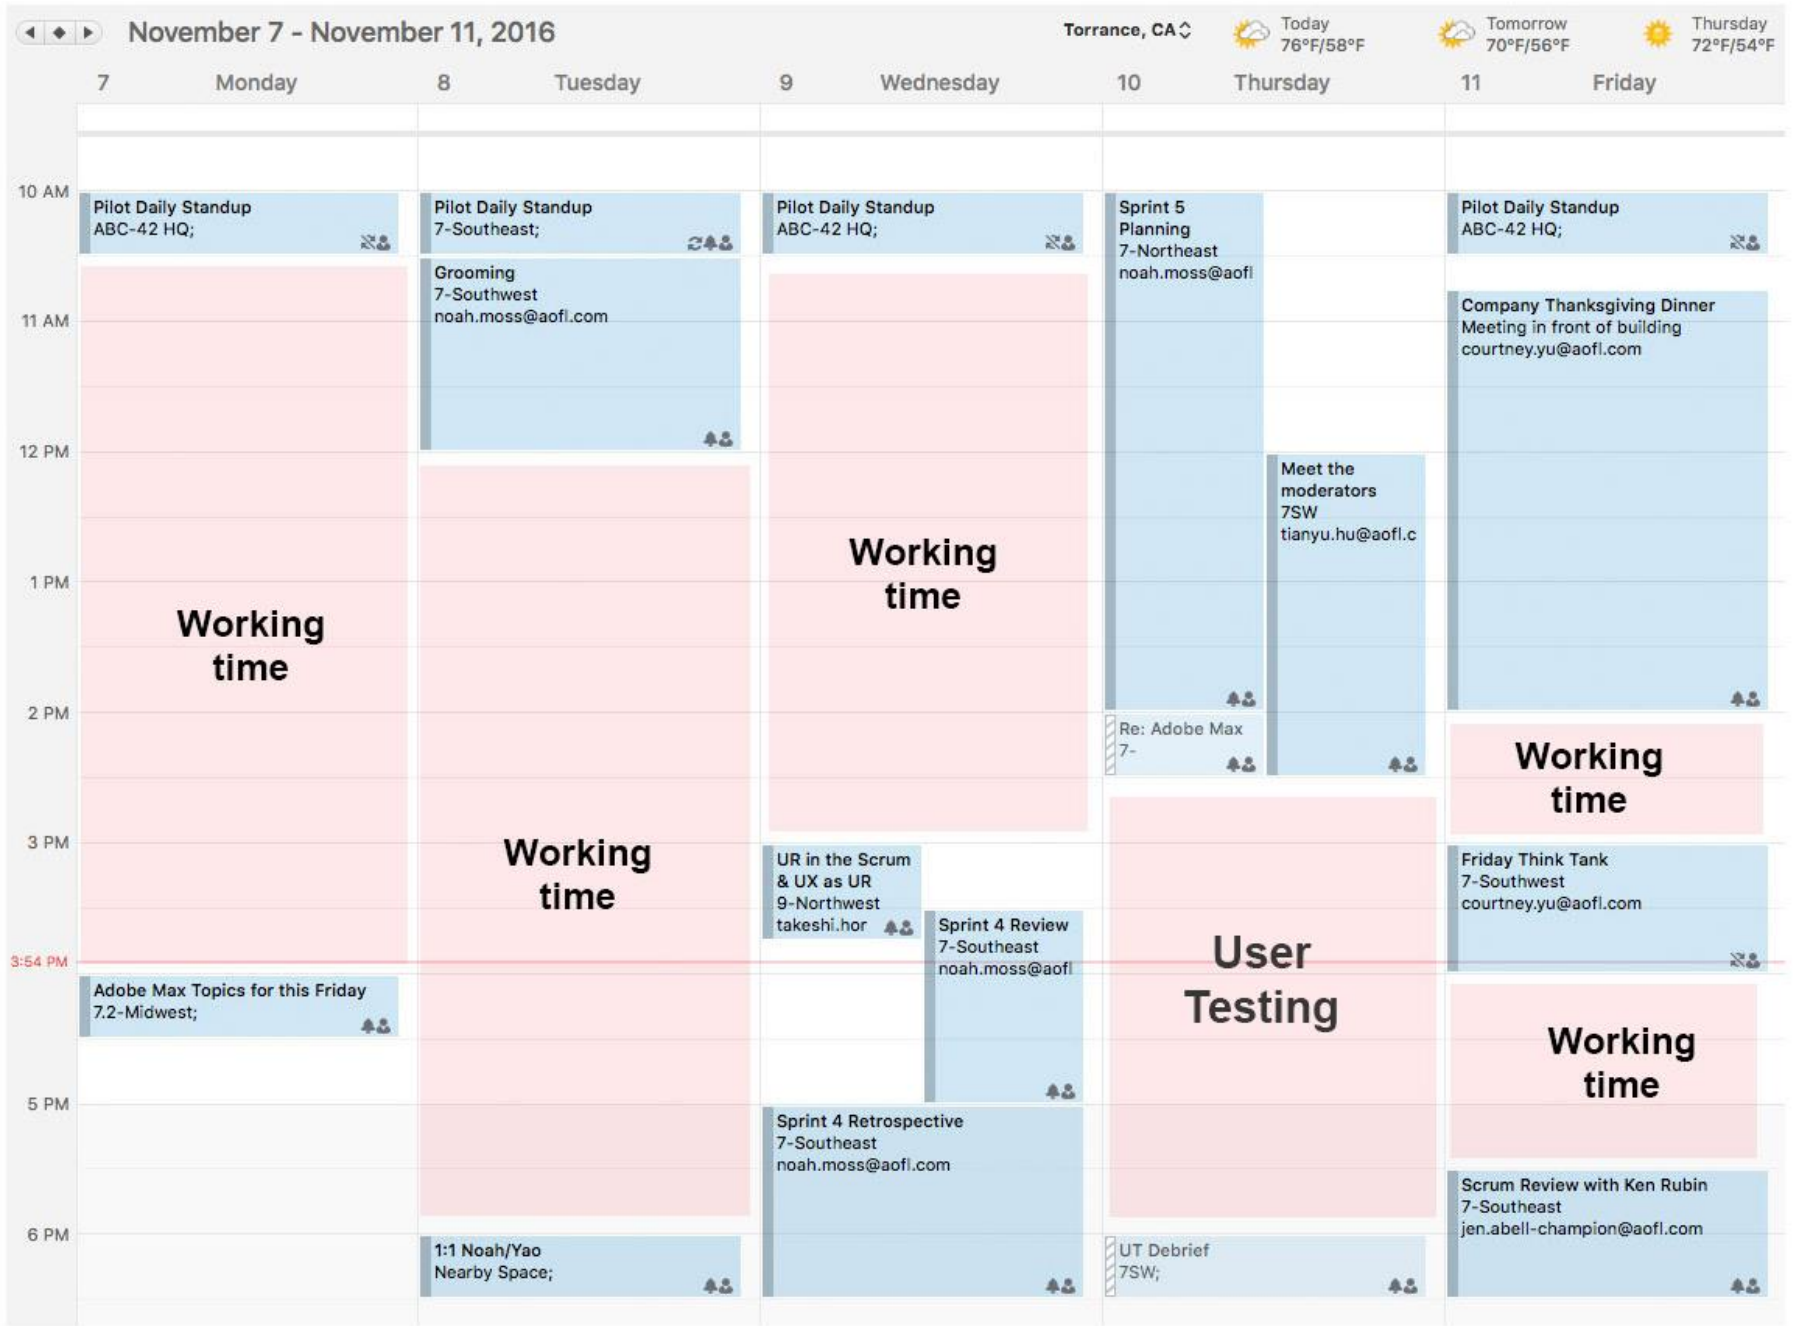 November 7 - November 11, 2016
Torrance, CA
Today
76°F/58°F
Tomorrow
70°F/56°F
Thursday
72°F/54°F
7 Monday
8 Tuesday
9 Wednesday
10 Thursday
11 Friday
10 AM
11 AM
12 PM
1 PM
2 PM
3 PM
3:54 PM
5 PM
6 PM
Pilot Daily Standup
ABC-42 HQ;
Working
time
Adobe Max Topics for this Friday
7.2-Midwest;
Pilot Daily Standup
7-Southeast;
Grooming
7-Southwest
noah.moss@aofl.com
Working
time
1:1 Noah/Yao
Nearby Space;
Pilot Daily Standup
ABC-42 HQ;
Working
time
UR in the Scrum
& UX as UR
9-Northwest
takeshi.hor
Sprint 4 Review
7-Southeast
noah.moss@aofl
Sprint 4 Retrospective
7-Southeast
noah.moss@aofl.com
Sprint 5
Planning
7-Northeast
noah.moss@aofl
Meet the
moderators
7SW
tianyu.hu@aofl.c
Re: Adobe Max
7-
User
Testing
UT Debrief
7SW;
Pilot Daily Standup
ABC-42 HQ;
Company Thanksgiving Dinner
Meeting in front of building
courtney.yu@aofl.com
Working
time
Friday Think Tank
7-Southwest
courtney.yu@aofl.com
Working
time
Scrum Review with Ken Rubin
7-Southeast
jen.abell-champion@aofl.com